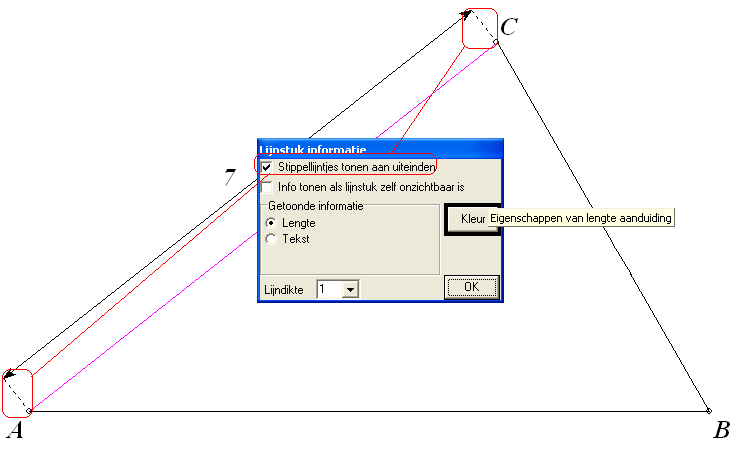 C
Lijnstuk informatie
Stippellijntjes tonen aan uiteinden
7
Info tonen als lijnstuk zelf onzichtbaar is
Getoonde informatie
Lengte
Kleur
Eigenschappen van lengte aanduiding
Tekst
Lijndikte
1
OK
A
B